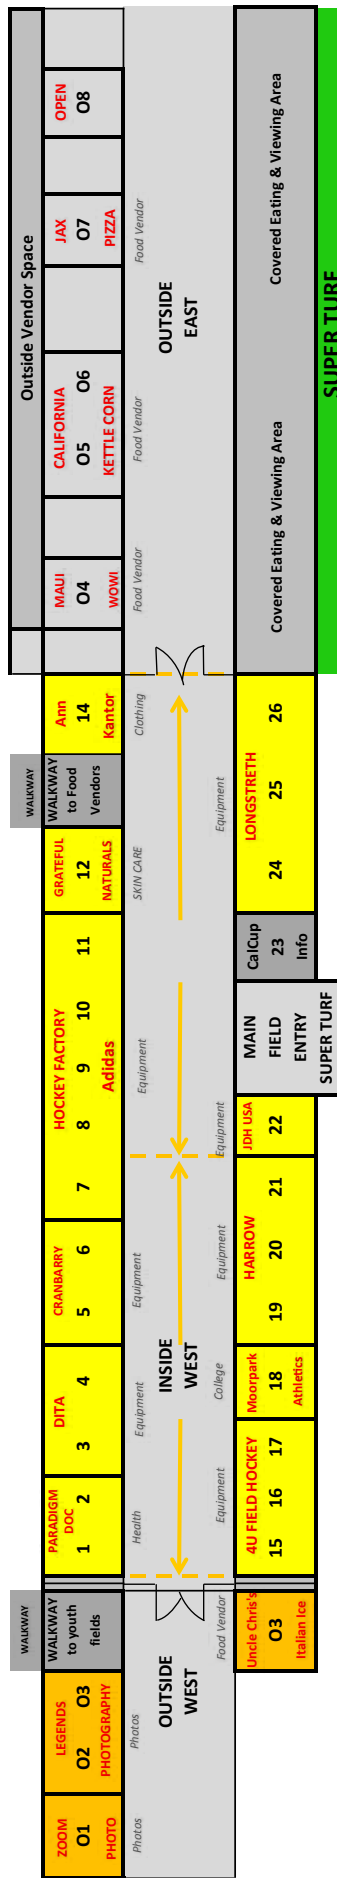 Outside Vendor Space
ZOOM
O1
PHOTO
LEGENDS
O2 O3
PHOTOGRAPHY
WALKWAY
WALKWAY
to youth
fields
PARADIGM
DOC
1 2
DITA
3 4
CRANBARRY
5 6
HOCKEY FACTORY
7 8 9 10 11
Adidas
GRATEFUL
12
NATURALS
WALKWAY
WALKWAY
to Food
Vendors
Ann
14
Kantor
MAUI
O4
WOWI
CALIFORNIA
O5 O6
KETTLE CORN
JAX
O7
PIZZA
OPEN
O8
Photos
Photos
Health
Equipment
Equipment
Equipment
SKIN CARE
Clothing
Food Vendor
Food Vendor
Food Vendor
OUTSIDE
WEST
INSIDE
WEST
OUTSIDE
EAST
Food Vendor
Equipment
College
Equipment
Equipment
Equipment
Uncle Chris's
O3
Italian Ice
4U FIELD HOCKEY
15 16 17
Moorpark
18
Athletics
HARROW
19 20 21
JDH USA
22
MAIN
FIELD
ENTRY
SUPER TURF
CalCup
23
Info
LONGSTRETH
24 25 26
Covered Eating & Viewing Area
Covered Eating & Viewing Area
SUPER TURF